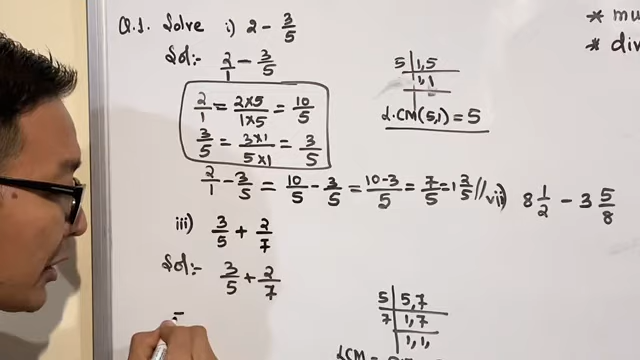 Q.1. Solve i) 2 - 3/5
Sol:- 2/1 - 3/5
2/1 = 2×5/1×5 = 10/5
3/5 = 3×1/5×1 = 3/5
2/1 - 3/5 = 10/5 - 3/5 = 10-3/5 = 7/5 = 1 2/5 //
iii) 3/5 + 2/7
Sol:- 3/5 + 2/7
=
5 | 1, 5
1, 1
L.CM (5,1) = 5
* mu
* div
vii) 8 1/2 - 3 5/8
5 | 5, 7
7 | 1, 7
1, 1,
LCM =